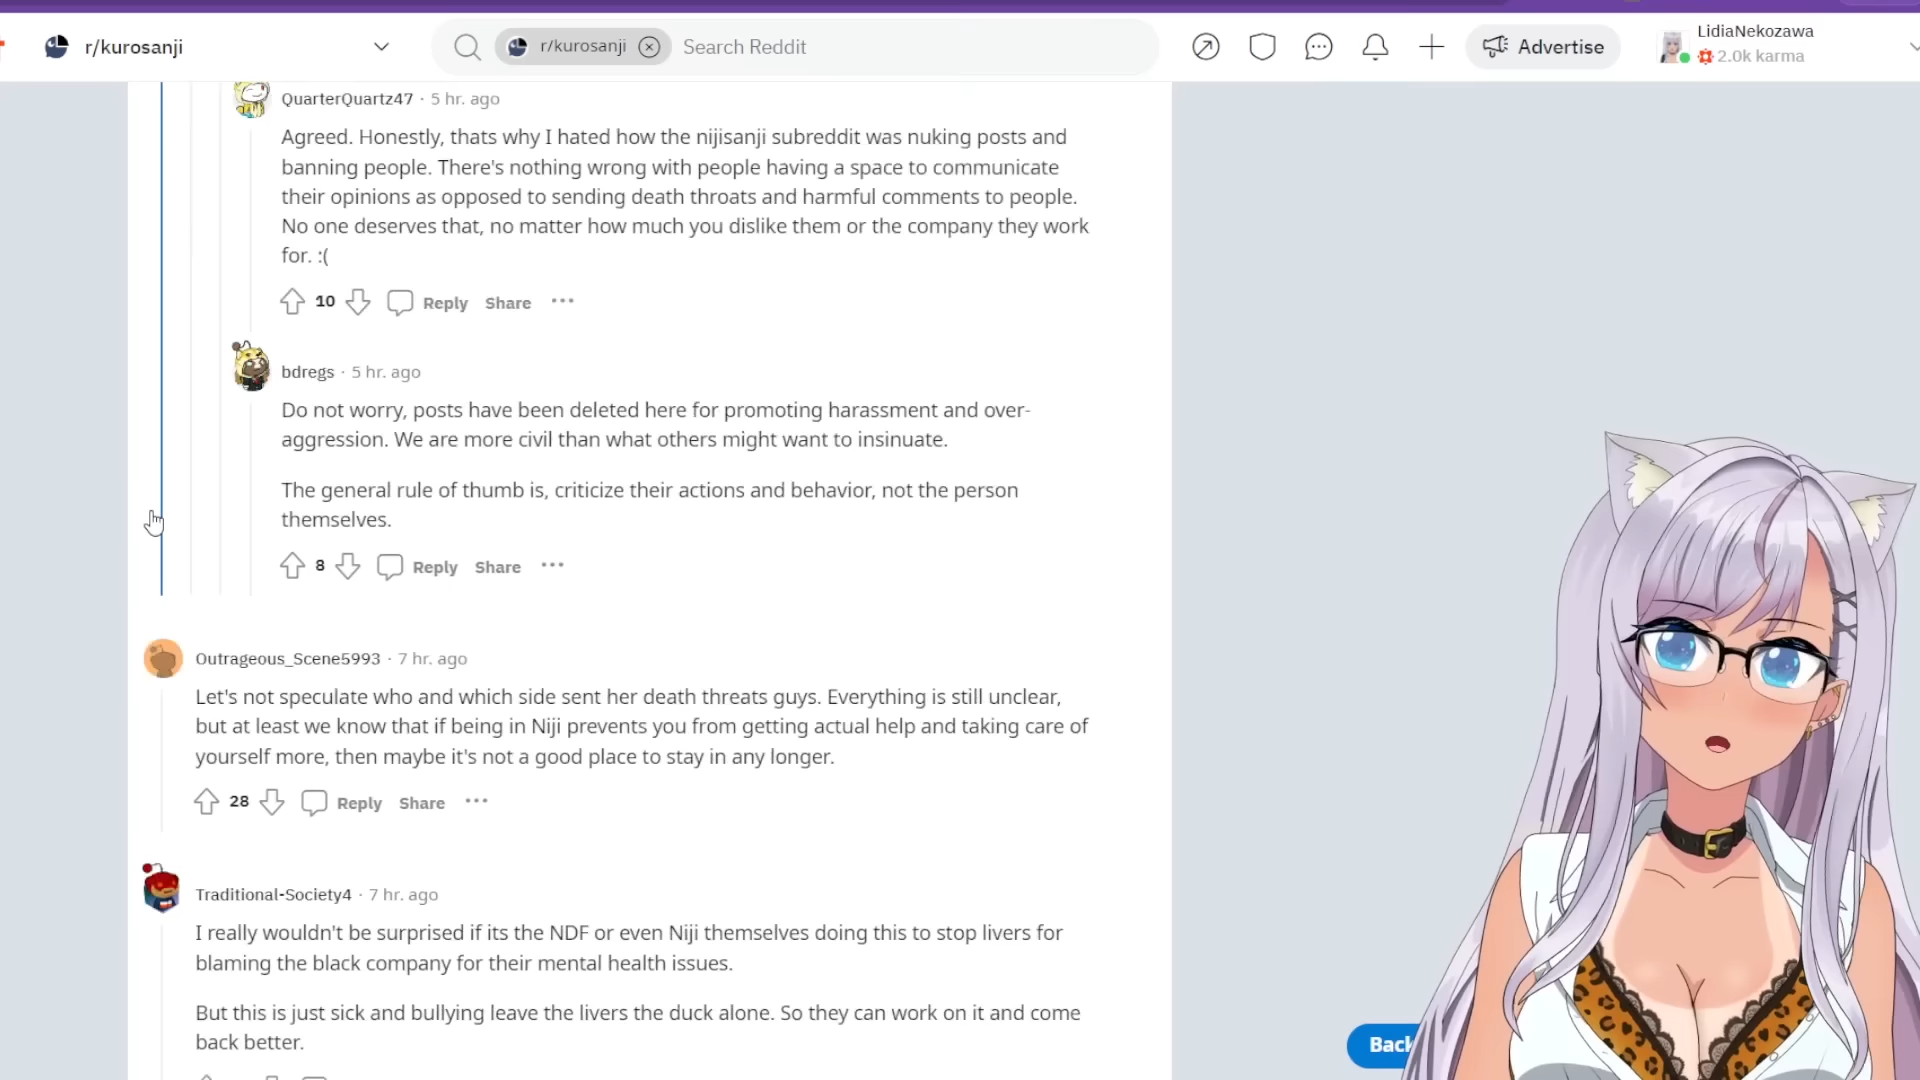 r/kurosanji
r/kurosanji Search Reddit
Advertise
LidiaNekozawa
2.0k karma
QuarterQuartz47 · 5 hr. ago
Agreed. Honestly, thats why I hated how the nijisanji subreddit was nuking posts and
banning people. There's nothing wrong with people having a space to communicate
their opinions as opposed to sending death throats and harmful comments to people.
No one deserves that, no matter how much you dislike them or the company they work
for. :(
10 Reply Share ···
bdregs · 5 hr. ago
Do not worry, posts have been deleted here for promoting harassment and over-
aggression. We are more civil than what others might want to insinuate.
The general rule of thumb is, criticize their actions and behavior, not the person
themselves.
8 Reply Share ···
Outrageous_Scene5993 · 7 hr. ago
Let's not speculate who and which side sent her death threats guys. Everything is still unclear,
but at least we know that if being in Niji prevents you from getting actual help and taking care of
yourself more, then maybe it's not a good place to stay in any longer.
28 Reply Share ···
Traditional-Society4 · 7 hr. ago
I really wouldn't be surprised if its the NDF or even Niji themselves doing this to stop livers for
blaming the black company for their mental health issues.
But this is just sick and bullying leave the livers the duck alone. So they can work on it and come
back better.
Back